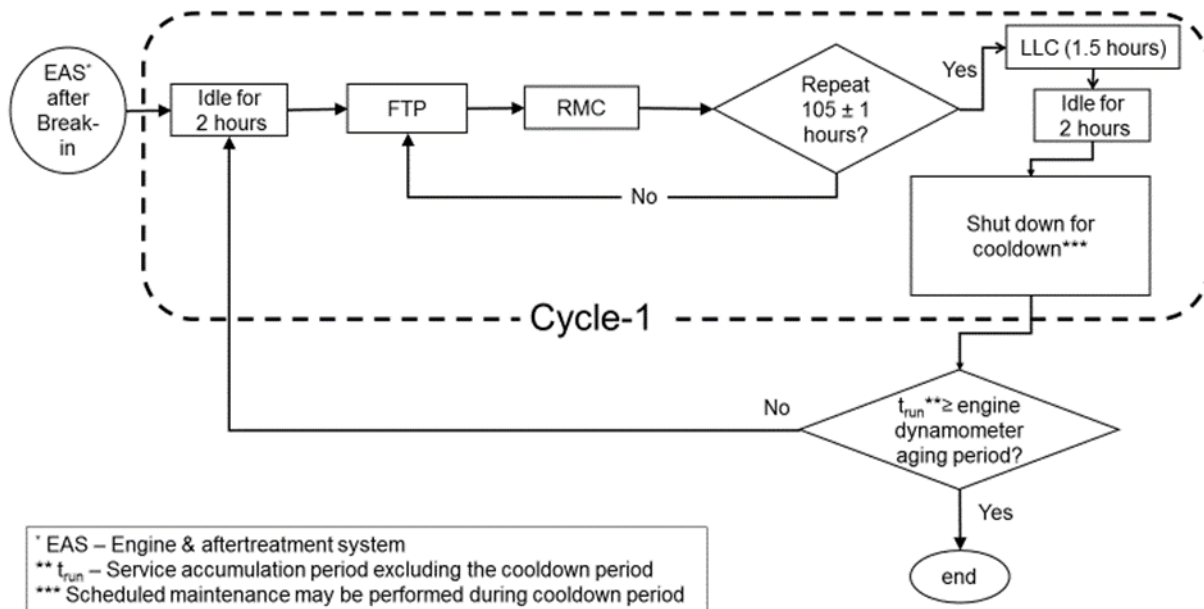 EAS*
after
Break-
in
Idle for
2 hours
FTP
RMC
Repeat
105 ± 1
hours?
Yes
LLC (1.5 hours)
Idle for
2 hours
No
Shut down for
cooldown***
Cycle-1
No
trun**≥ engine
dynamometer
aging period?
Yes
end
* EAS – Engine & aftertreatment system
** trun – Service accumulation period excluding the cooldown period
*** Scheduled maintenance may be performed during cooldown period